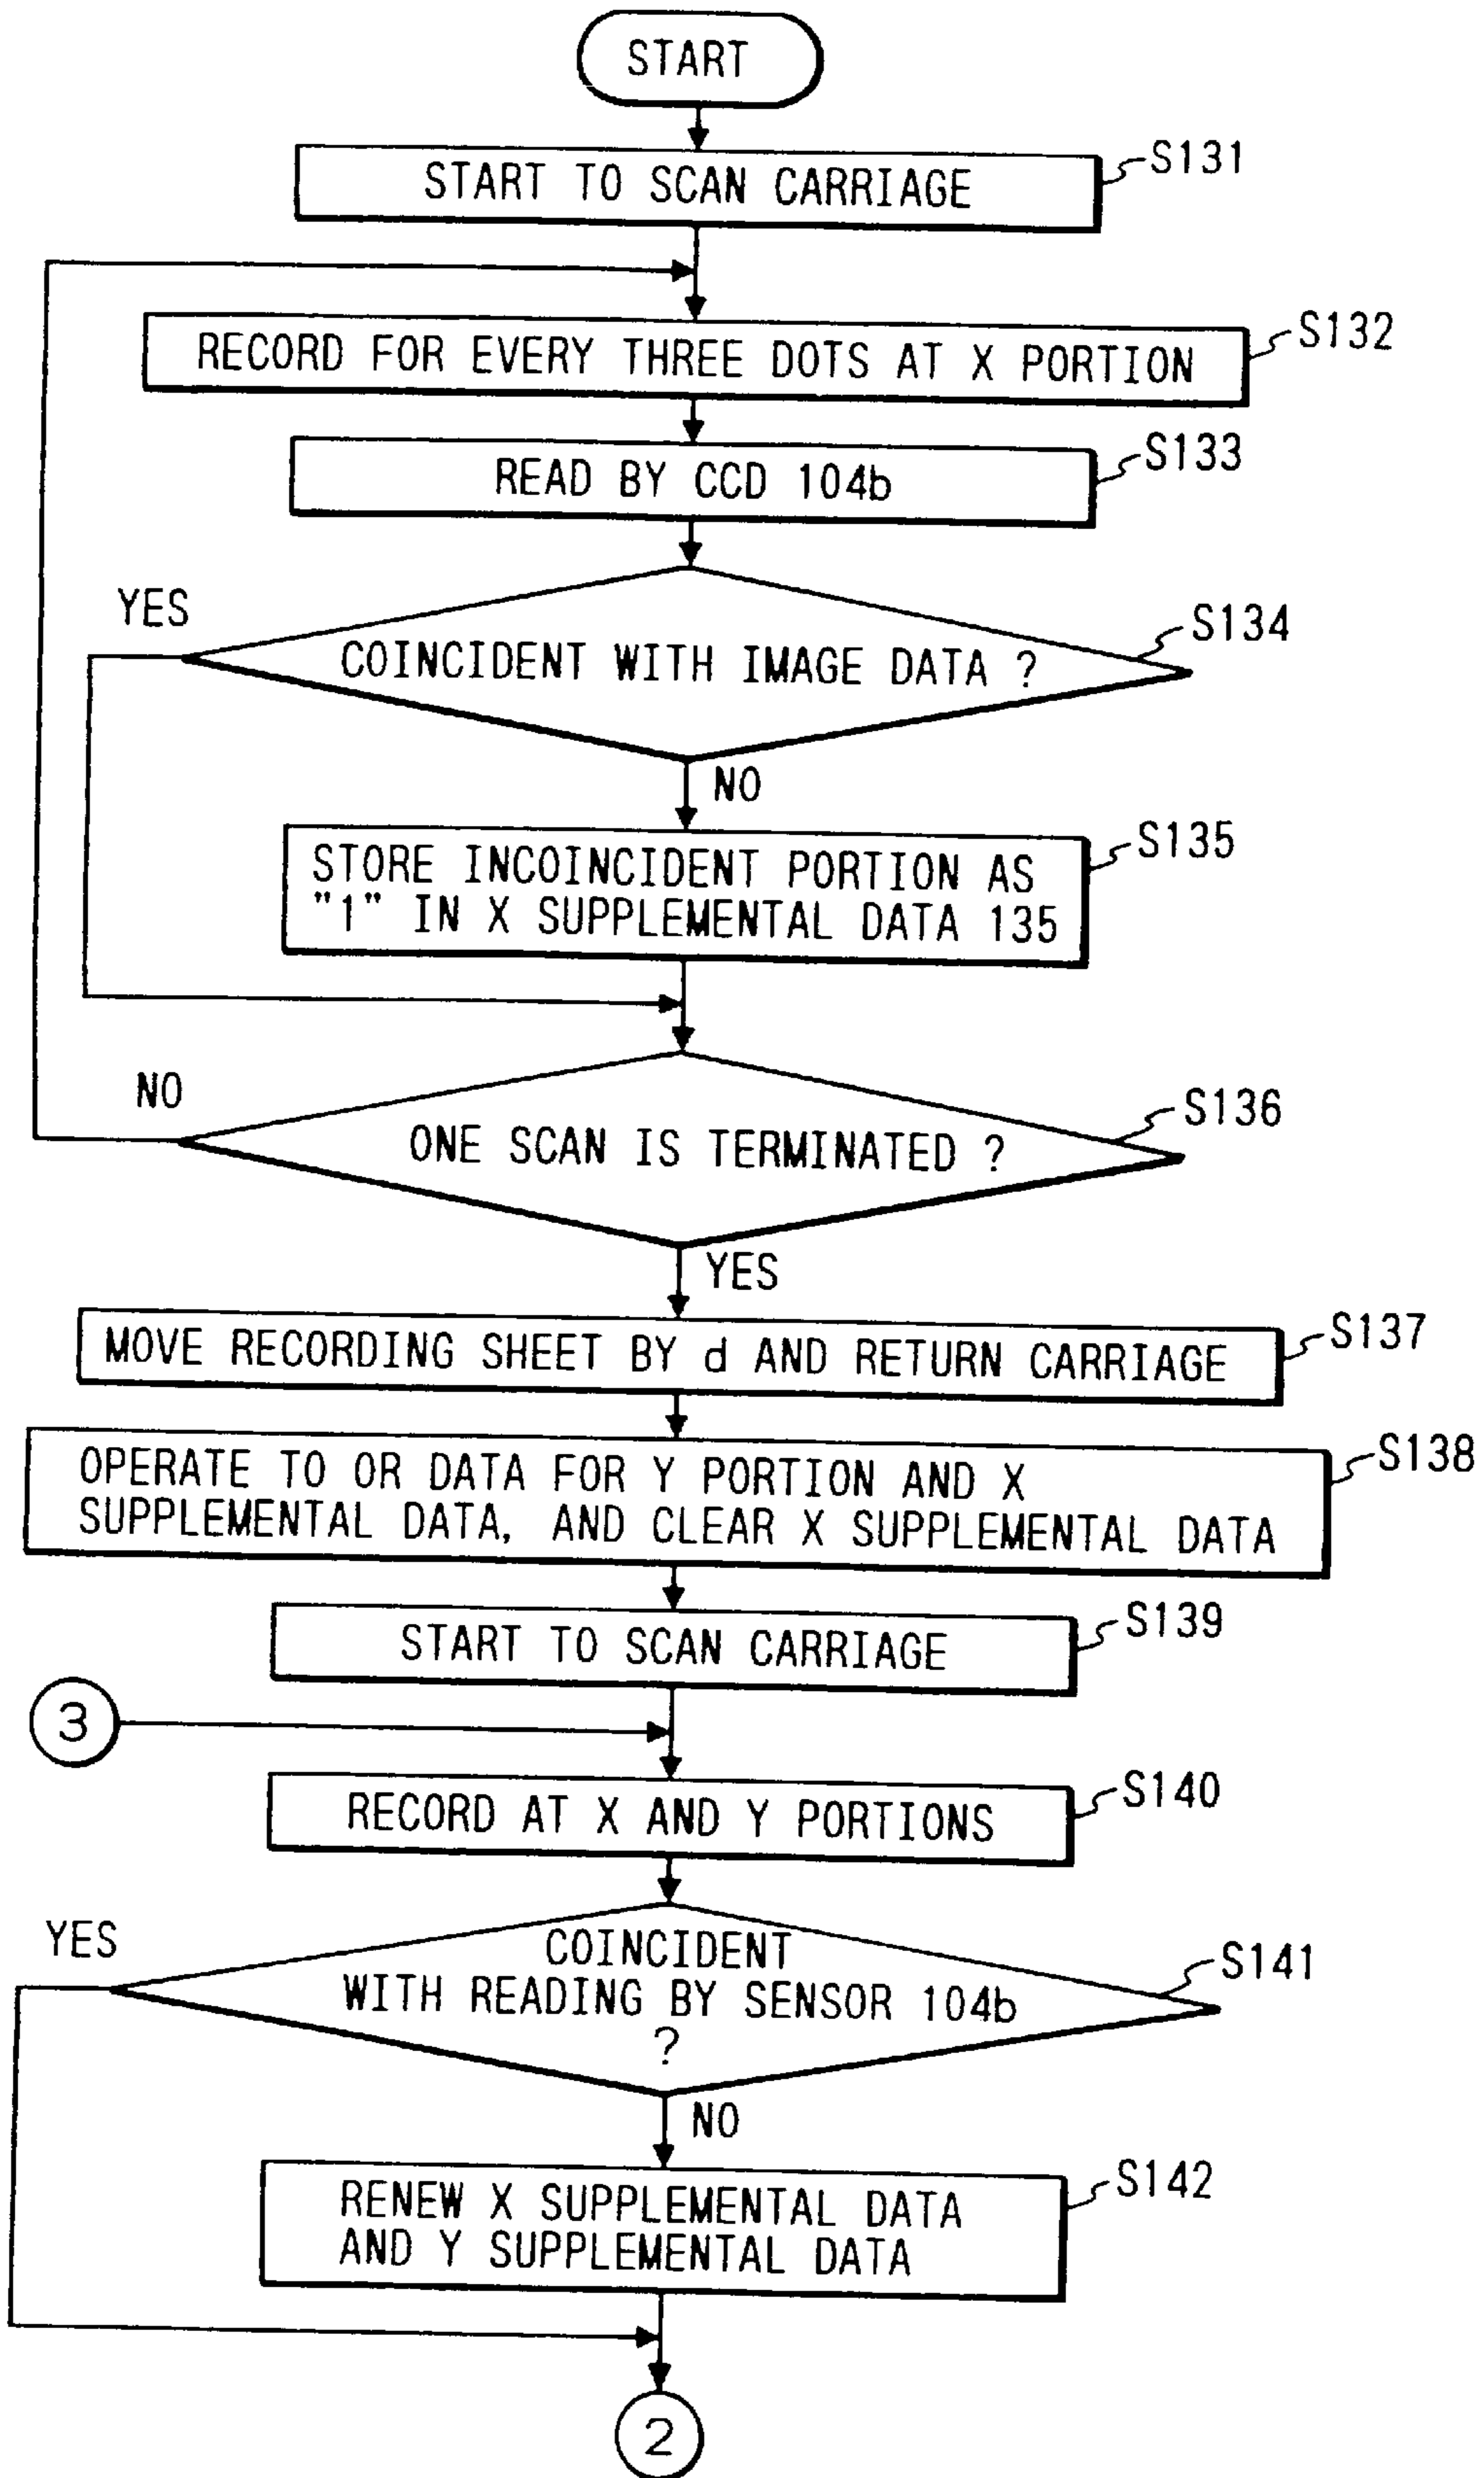 START
START TO SCAN CARRIAGE
S131
RECORD FOR EVERY THREE DOTS AT X PORTION
S132
READ BY CCD 104b
S133
YES
COINCIDENT WITH IMAGE DATA ?
S134
NO
STORE INCOINCIDENT PORTION AS
"1" IN X SUPPLEMENTAL DATA 135
S135
NO
ONE SCAN IS TERMINATED ?
S136
YES
MOVE RECORDING SHEET BY d AND RETURN CARRIAGE
S137
OPERATE TO OR DATA FOR Y PORTION AND X
SUPPLEMENTAL DATA, AND CLEAR X SUPPLEMENTAL DATA
S138
START TO SCAN CARRIAGE
S139
3
RECORD AT X AND Y PORTIONS
S140
YES
COINCIDENT
WITH READING BY SENSOR 104b
?
S141
NO
RENEW X SUPPLEMENTAL DATA
AND Y SUPPLEMENTAL DATA
S142
2